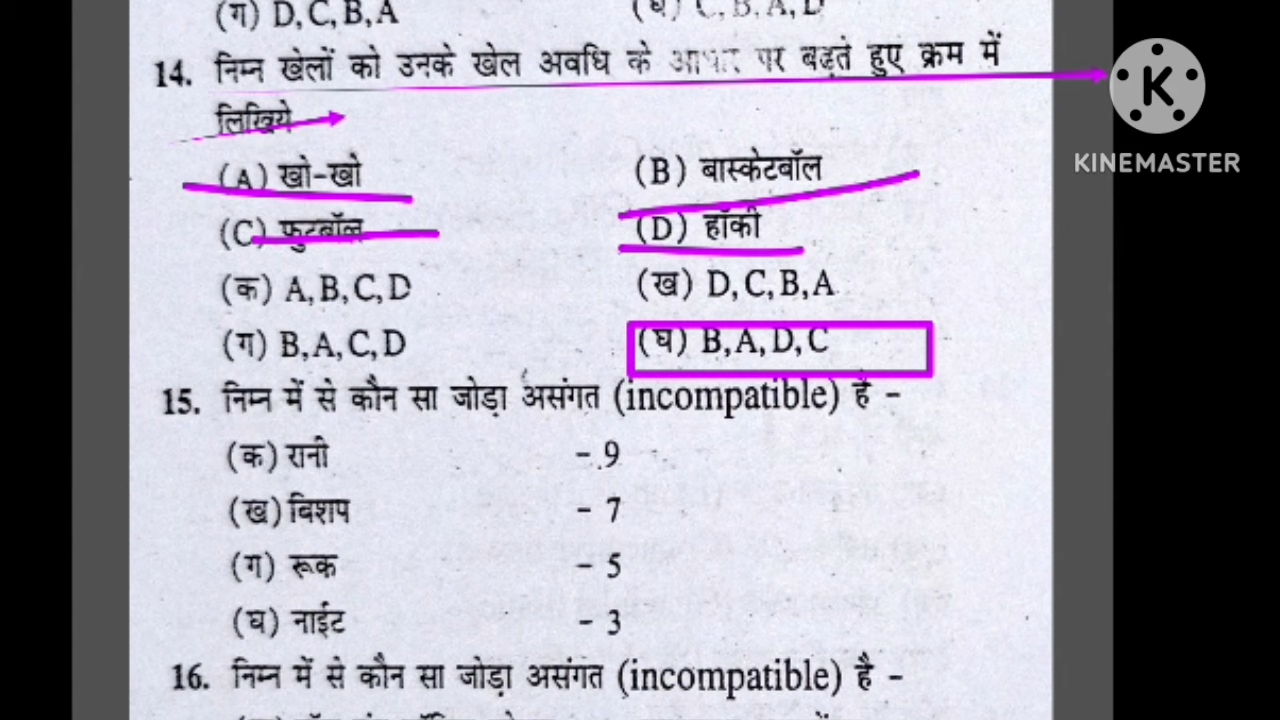 (ग) D, C, B, A (घ) C, B, A, D
14. निम्न खेलों को उनके खेल अवधि के आधार पर बढ़ते हुए क्रम में
लिखिये
(A) खो-खो (B) बास्केटबॉल
(C) फुटबॉल (D) हॉकी
(क) A, B, C, D (ख) D, C, B, A
(ग) B, A, C, D (घ) B, A, D, C
15. निम्न में से कौन सा जोड़ा असंगत (incompatible) है -
(क) रानी - 9
(ख) बिशप - 7
(ग) रूक - 5
(घ) नाईट - 3
16. निम्न में से कौन सा जोड़ा असंगत (incompatible) है -
K
KINEMASTER